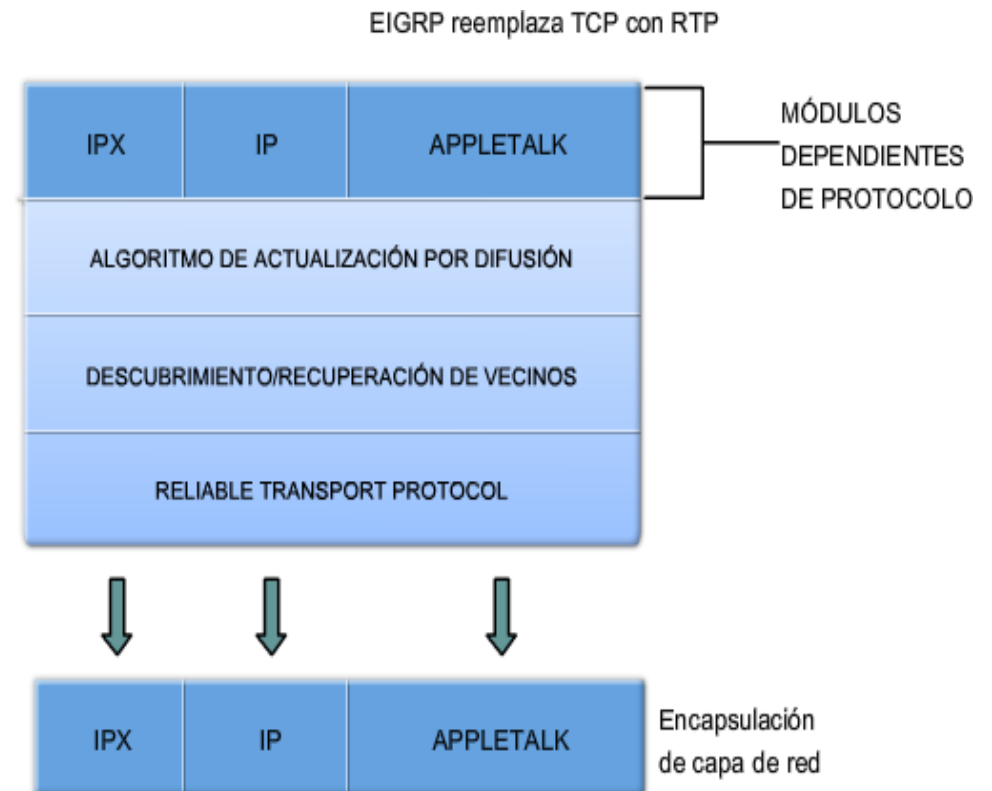 EIGRP reemplaza TCP con RTP
IPX
IP
APPLETALK
MÓDULOS
DEPENDIENTES
DE PROTOCOLO
ALGORITMO DE ACTUALIZACIÓN POR DIFUSIÓN
DESCUBRIMIENTO/RECUPERACIÓN DE VECINOS
RELIABLE TRANSPORT PROTOCOL
IPX
IP
APPLETALK
Encapsulación
de capa de red